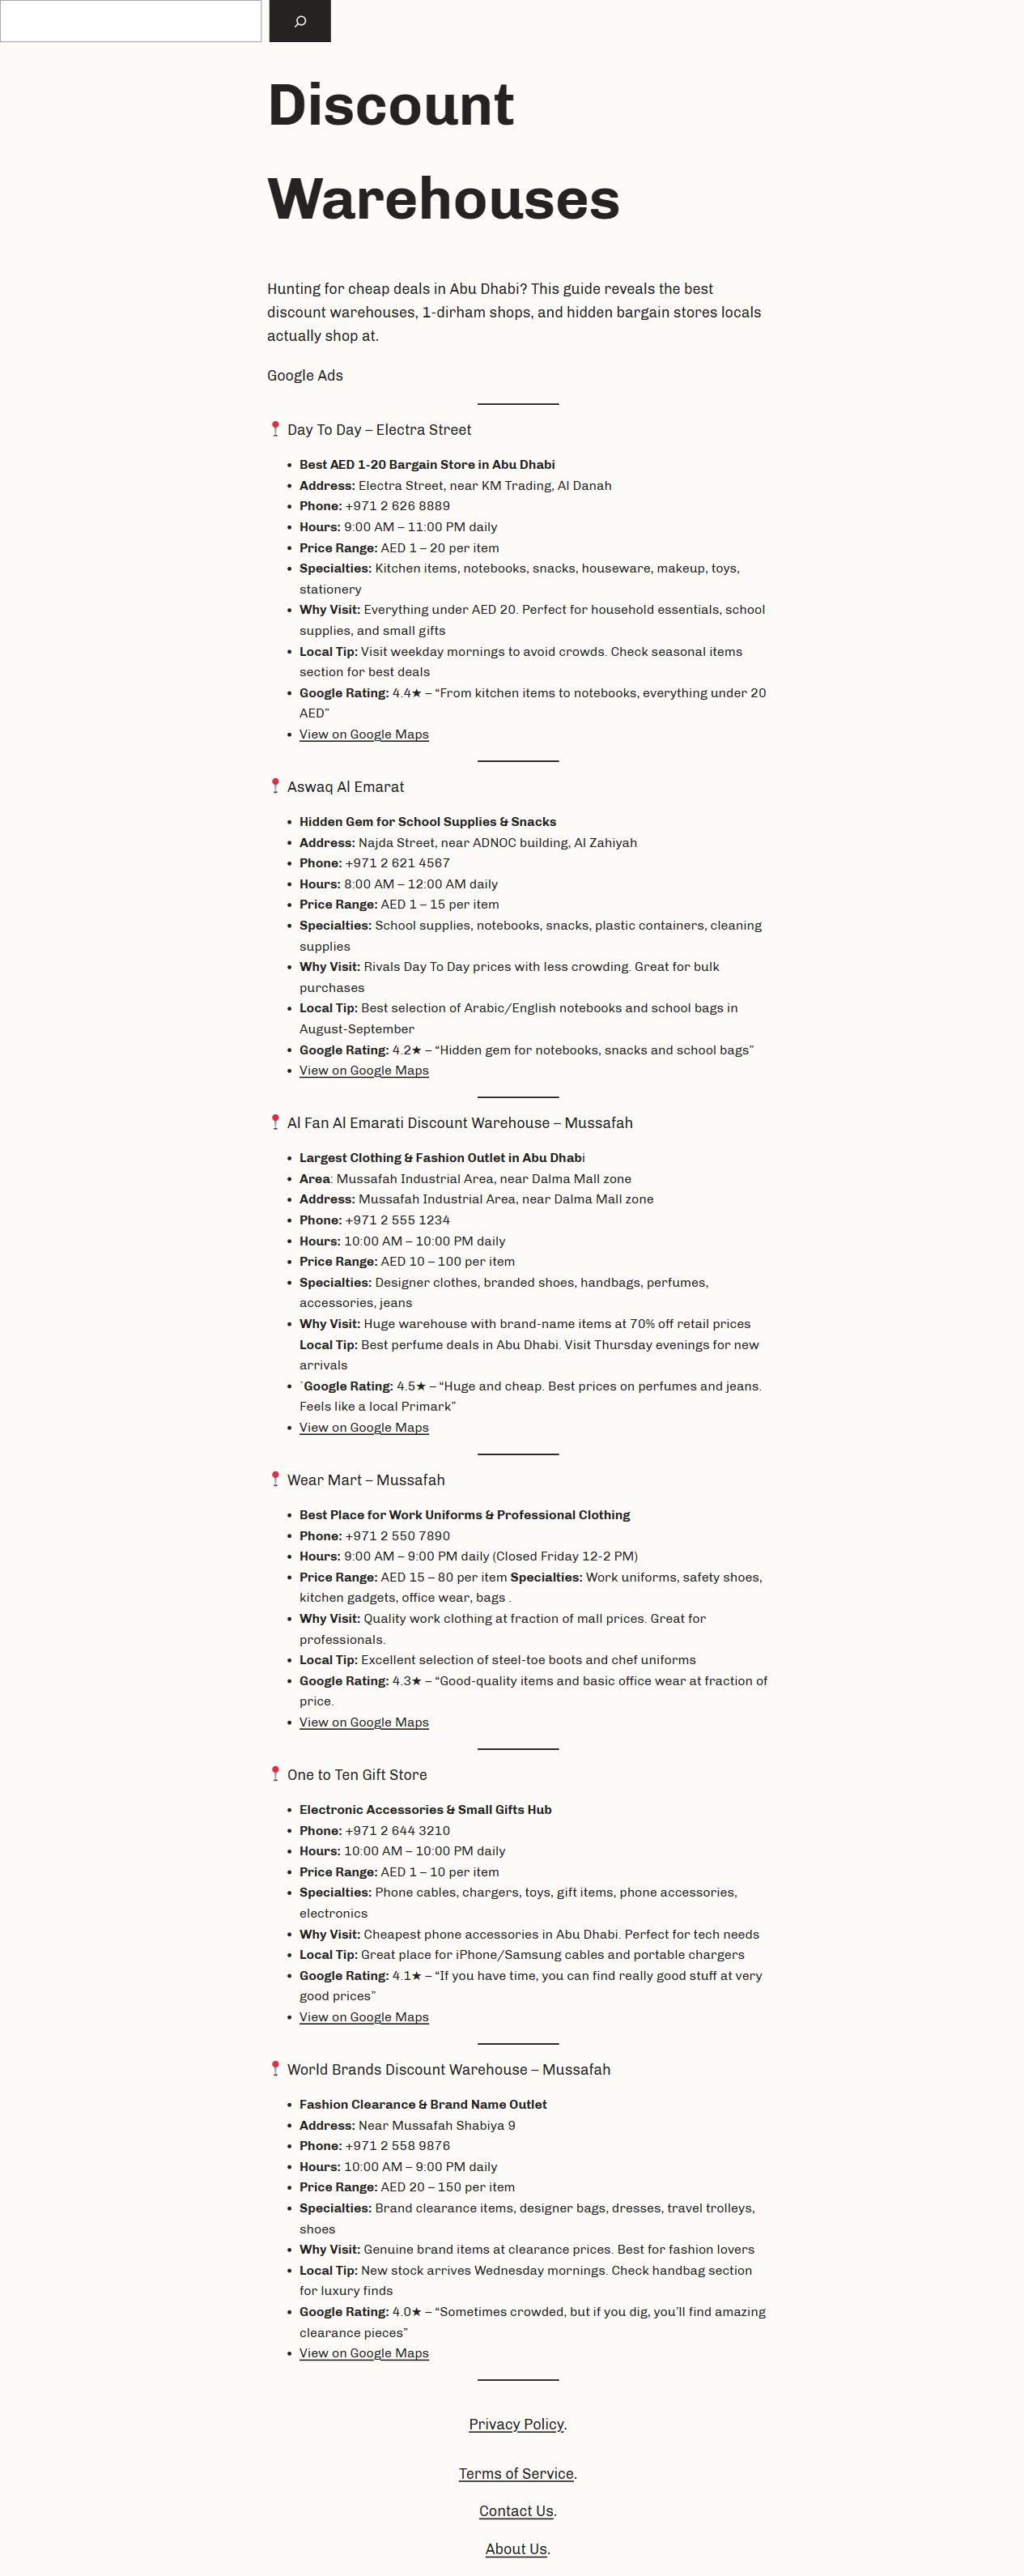 Discount
Warehouses
Hunting for cheap deals in Abu Dhabi? This guide reveals the best
discount warehouses, 1-dirham shops, and hidden bargain stores locals
actually shop at.
Google Ads
📍 Day To Day – Electra Street
• Best AED 1-20 Bargain Store in Abu Dhabi
• Address: Electra Street, near KM Trading, Al Danah
• Phone: +971 2 626 8889
• Hours: 9:00 AM – 11:00 PM daily
• Price Range: AED 1 – 20 per item
• Specialties: Kitchen items, notebooks, snacks, houseware, makeup, toys,
stationery
• Why Visit: Everything under AED 20. Perfect for household essentials, school
supplies, and small gifts
• Local Tip: Visit weekday mornings to avoid crowds. Check seasonal items
section for best deals
• Google Rating: 4.4★ – “From kitchen items to notebooks, everything under 20
AED”
• View on Google Maps
📍 Aswaq Al Emarat
• Hidden Gem for School Supplies & Snacks
• Address: Najda Street, near ADNOC building, Al Zahiyah
• Phone: +971 2 621 4567
• Hours: 8:00 AM – 12:00 AM daily
• Price Range: AED 1 – 15 per item
• Specialties: School supplies, notebooks, snacks, plastic containers, cleaning
supplies
• Why Visit: Rivals Day To Day prices with less crowding. Great for bulk
purchases
• Local Tip: Best selection of Arabic/English notebooks and school bags in
August-September
• Google Rating: 4.2★ – “Hidden gem for notebooks, snacks and school bags”
• View on Google Maps
📍 Al Fan Al Emarati Discount Warehouse – Mussafah
• Largest Clothing & Fashion Outlet in Abu Dhabi
• Area: Mussafah Industrial Area, near Dalma Mall zone
• Address: Mussafah Industrial Area, near Dalma Mall zone
• Phone: +971 2 555 1234
• Hours: 10:00 AM – 10:00 PM daily
• Price Range: AED 10 – 100 per item
• Specialties: Designer clothes, branded shoes, handbags, perfumes,
accessories, jeans
• Why Visit: Huge warehouse with brand-name items at 70% off retail prices
Local Tip: Best perfume deals in Abu Dhabi. Visit Thursday evenings for new
arrivals
• `Google Rating: 4.5★ – “Huge and cheap. Best prices on perfumes and jeans.
Feels like a local Primark”
• View on Google Maps
📍 Wear Mart – Mussafah
• Best Place for Work Uniforms & Professional Clothing
• Phone: +971 2 550 7890
• Hours: 9:00 AM – 9:00 PM daily (Closed Friday 12-2 PM)
• Price Range: AED 15 – 80 per item Specialties: Work uniforms, safety shoes,
kitchen gadgets, office wear, bags .
• Why Visit: Quality work clothing at fraction of mall prices. Great for
professionals.
• Local Tip: Excellent selection of steel-toe boots and chef uniforms
• Google Rating: 4.3★ – “Good-quality items and basic office wear at fraction of
price.
• View on Google Maps
📍 One to Ten Gift Store
• Electronic Accessories & Small Gifts Hub
• Phone: +971 2 644 3210
• Hours: 10:00 AM – 10:00 PM daily
• Price Range: AED 1 – 10 per item
• Specialties: Phone cables, chargers, toys, gift items, phone accessories,
electronics
• Why Visit: Cheapest phone accessories in Abu Dhabi. Perfect for tech needs
• Local Tip: Great place for iPhone/Samsung cables and portable chargers
• Google Rating: 4.1★ – “If you have time, you can find really good stuff at very
good prices”
• View on Google Maps
📍 World Brands Discount Warehouse – Mussafah
• Fashion Clearance & Brand Name Outlet
• Address: Near Mussafah Shabiya 9
• Phone: +971 2 558 9876
• Hours: 10:00 AM – 9:00 PM daily
• Price Range: AED 20 – 150 per item
• Specialties: Brand clearance items, designer bags, dresses, travel trolleys,
shoes
• Why Visit: Genuine brand items at clearance prices. Best for fashion lovers
• Local Tip: New stock arrives Wednesday mornings. Check handbag section
for luxury finds
• Google Rating: 4.0★ – “Sometimes crowded, but if you dig, you’ll find amazing
clearance pieces”
• View on Google Maps
Privacy Policy.
Terms of Service.
Contact Us.
About Us.